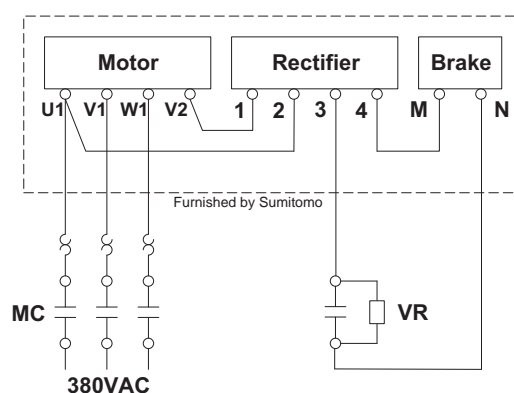 Motor Rectifier Brake
U1 V1 W1 V2 1 2 3 4 M N
Furnished by Sumitomo
MC VR
380VAC